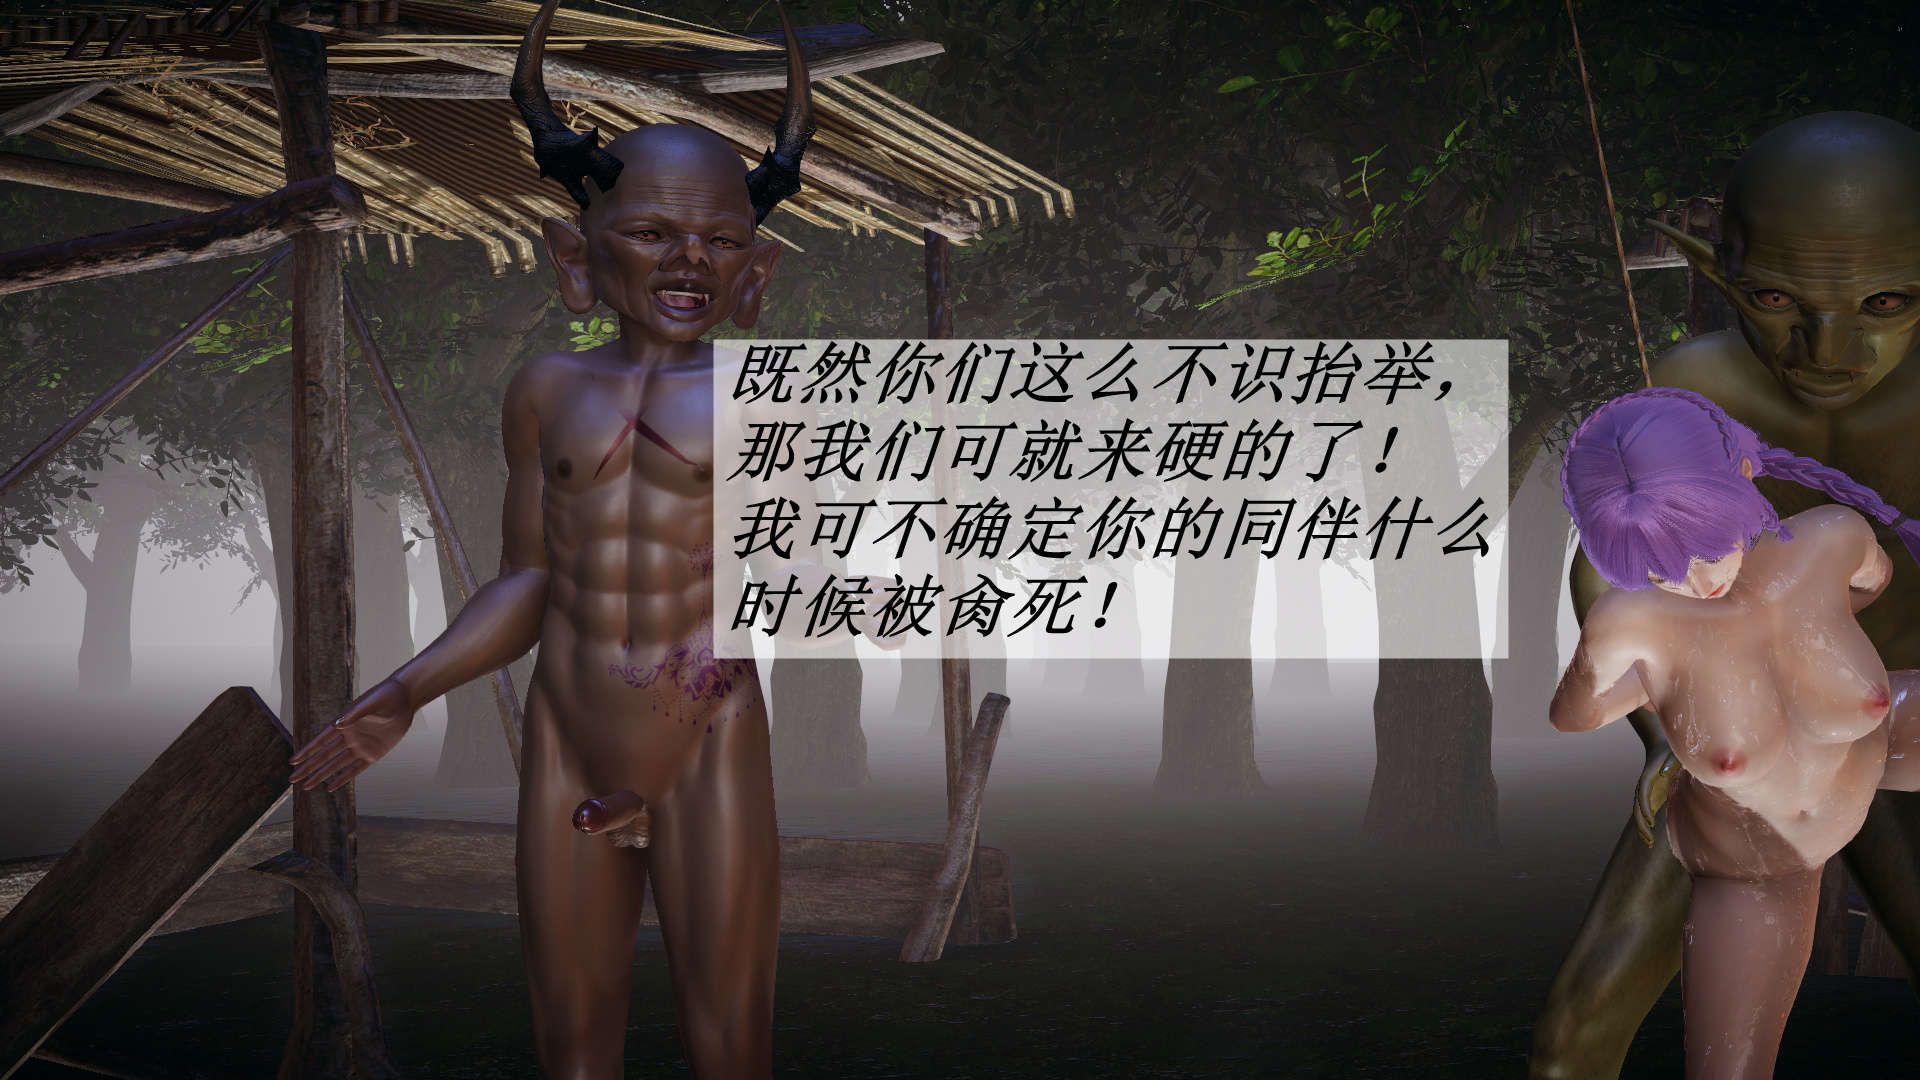 既然你们这么不识抬举，
那我们可就来硬的了！
我可不确定你的同伴什么
时候被肏死！